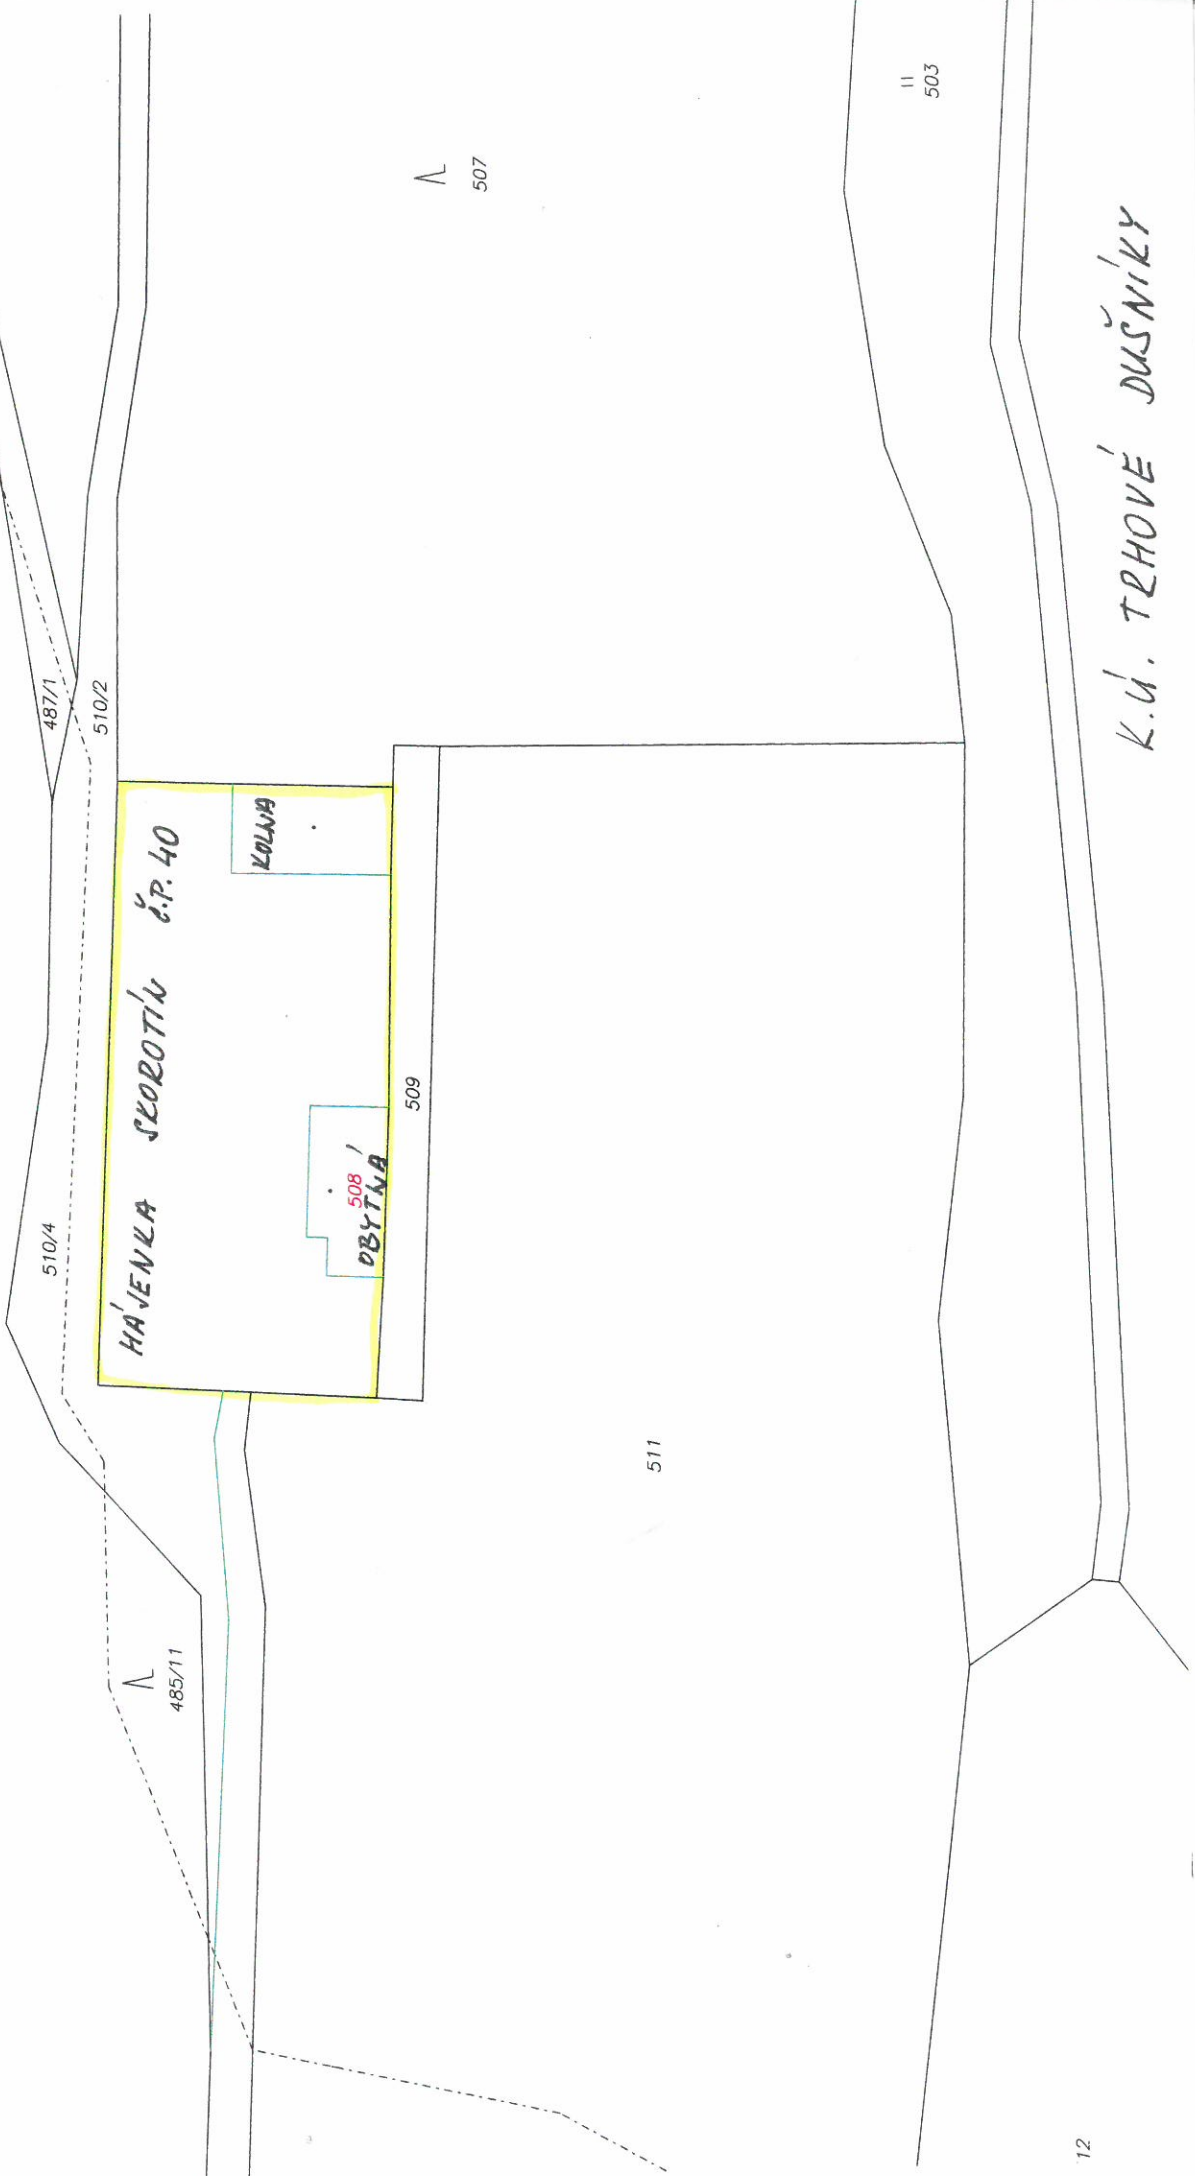 510/4
487/1
510/2
HÁJENKA SKOROTÍN Č.P. 40
485/11
KOLNA
508
OBYTNÁ
509
507
511
503
12
K.Ú. TRHOVÉ DUŠNÍKY